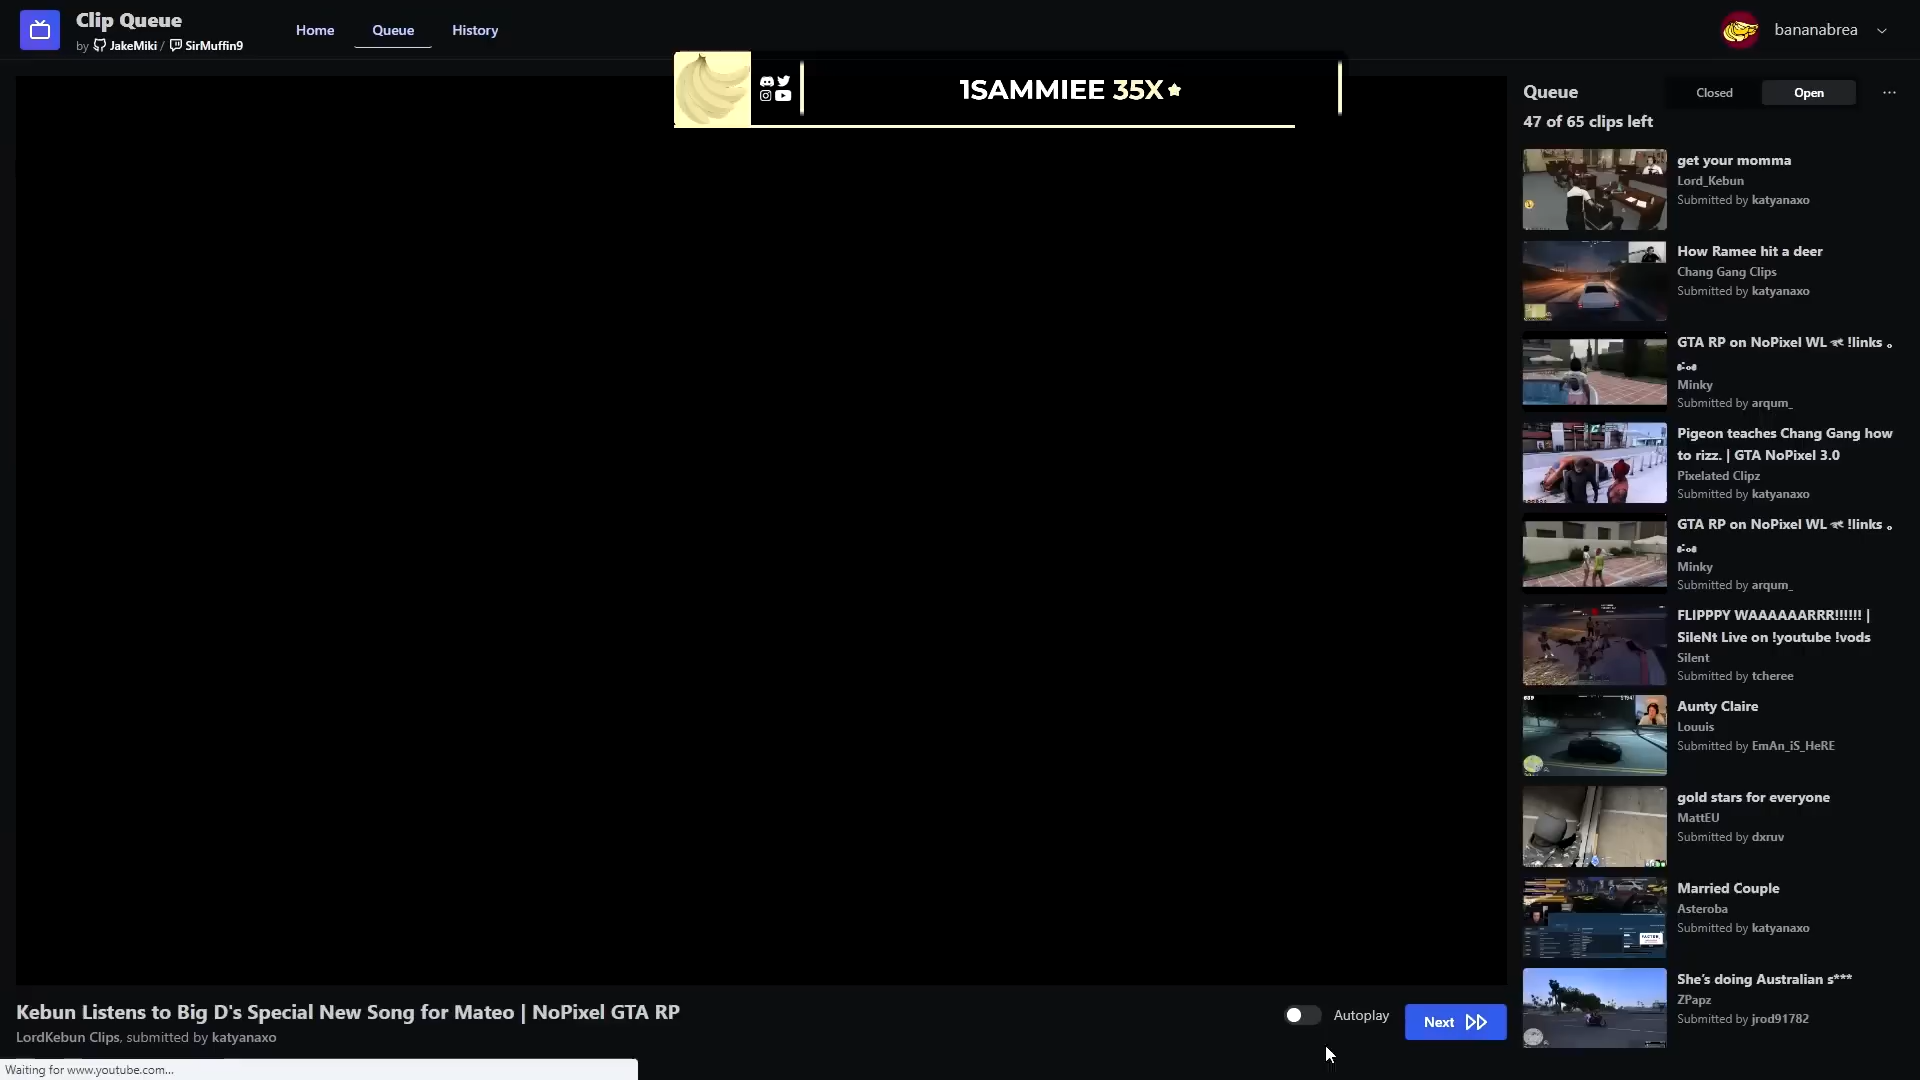 Clip Queue
by JakeMiki / SirMuffin9
Home
Queue
History
bananabrea
1SAMMIEE 35X
Queue
Closed
Open
47 of 65 clips left
get your momma
Lord_Kebun
Submitted by katyanaxo
How Ramee hit a deer
Chang Gang Clips
Submitted by katyanaxo
GTA RP on NoPixel WL !links 。
Minky
Submitted by arqum_
Pigeon teaches Chang Gang how
to rizz. | GTA NoPixel 3.0
Pixelated Clipz
Submitted by katyanaxo
GTA RP on NoPixel WL !links 。
Minky
Submitted by arqum_
FLIPPPY WAAAAAARRR!!!!!! |
SileNt Live on !youtube !vods
Silent
Submitted by tcheree
Aunty Claire
Louuis
Submitted by EmAn_iS_HeRE
gold stars for everyone
MattEU
Submitted by dxruv
Married Couple
Asteroba
Submitted by katyanaxo
She's doing Australian s***
ZPapz
Submitted by jrod91782
Kebun Listens to Big D's Special New Song for Mateo | NoPixel GTA RP
LordKebun Clips, submitted by katyanaxo
Autoplay
Next
Waiting for www.youtube.com...